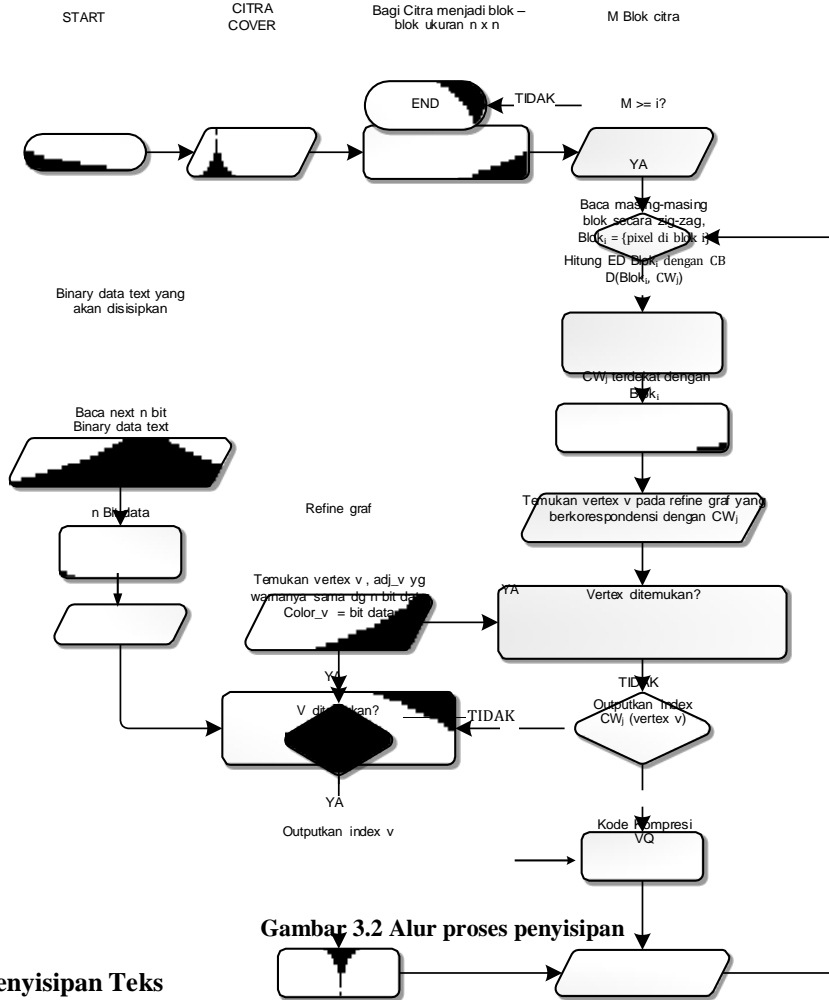 START
CITRA
COVER
Bagi Citra menjadi blok –
blok ukuran n x n
M Blok citra
END
TIDAK
M >= i?
YA
Baca masing-masing
blok secara zig-zag,
Blokᵢ = {pixel di blok i}
Hitung ED Blokᵢ dengan CB
D(Blokᵢ, CWⱼ)
Binary data text yang
akan disisipkan
CWⱼ terdekat dengan
Blokᵢ
Baca next n bit
Binary data text
n Bit data
Refine graf
Temukan vertex v pada refine graf yang
berkorespondensi dengan CWⱼ
Temukan vertex v , adj_v yg
warnanya sama dg n bit data
Color_v = bit data
YA
Vertex ditemukan?
YA
TIDAK
V ditemukan?
TIDAK
Outputkan index
CWⱼ (vertex v)
YA
Outputkan index v
Kode Kompresi
VQ
Gambar 3.2 Alur proses penyisipan
enyisipan Teks